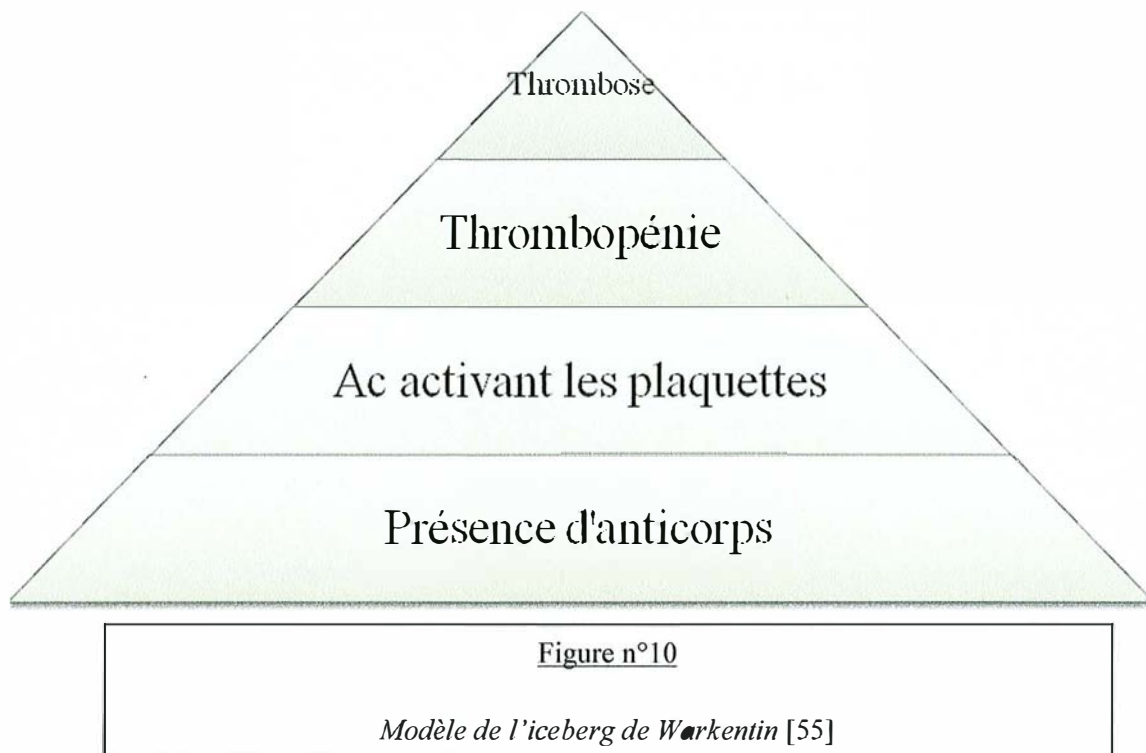 Thrombose
Thrombopénie
Ac activant les plaquettes
Présence d'anticorps
Figure n°10
Modèle de l'iceberg de Warkentin [55]